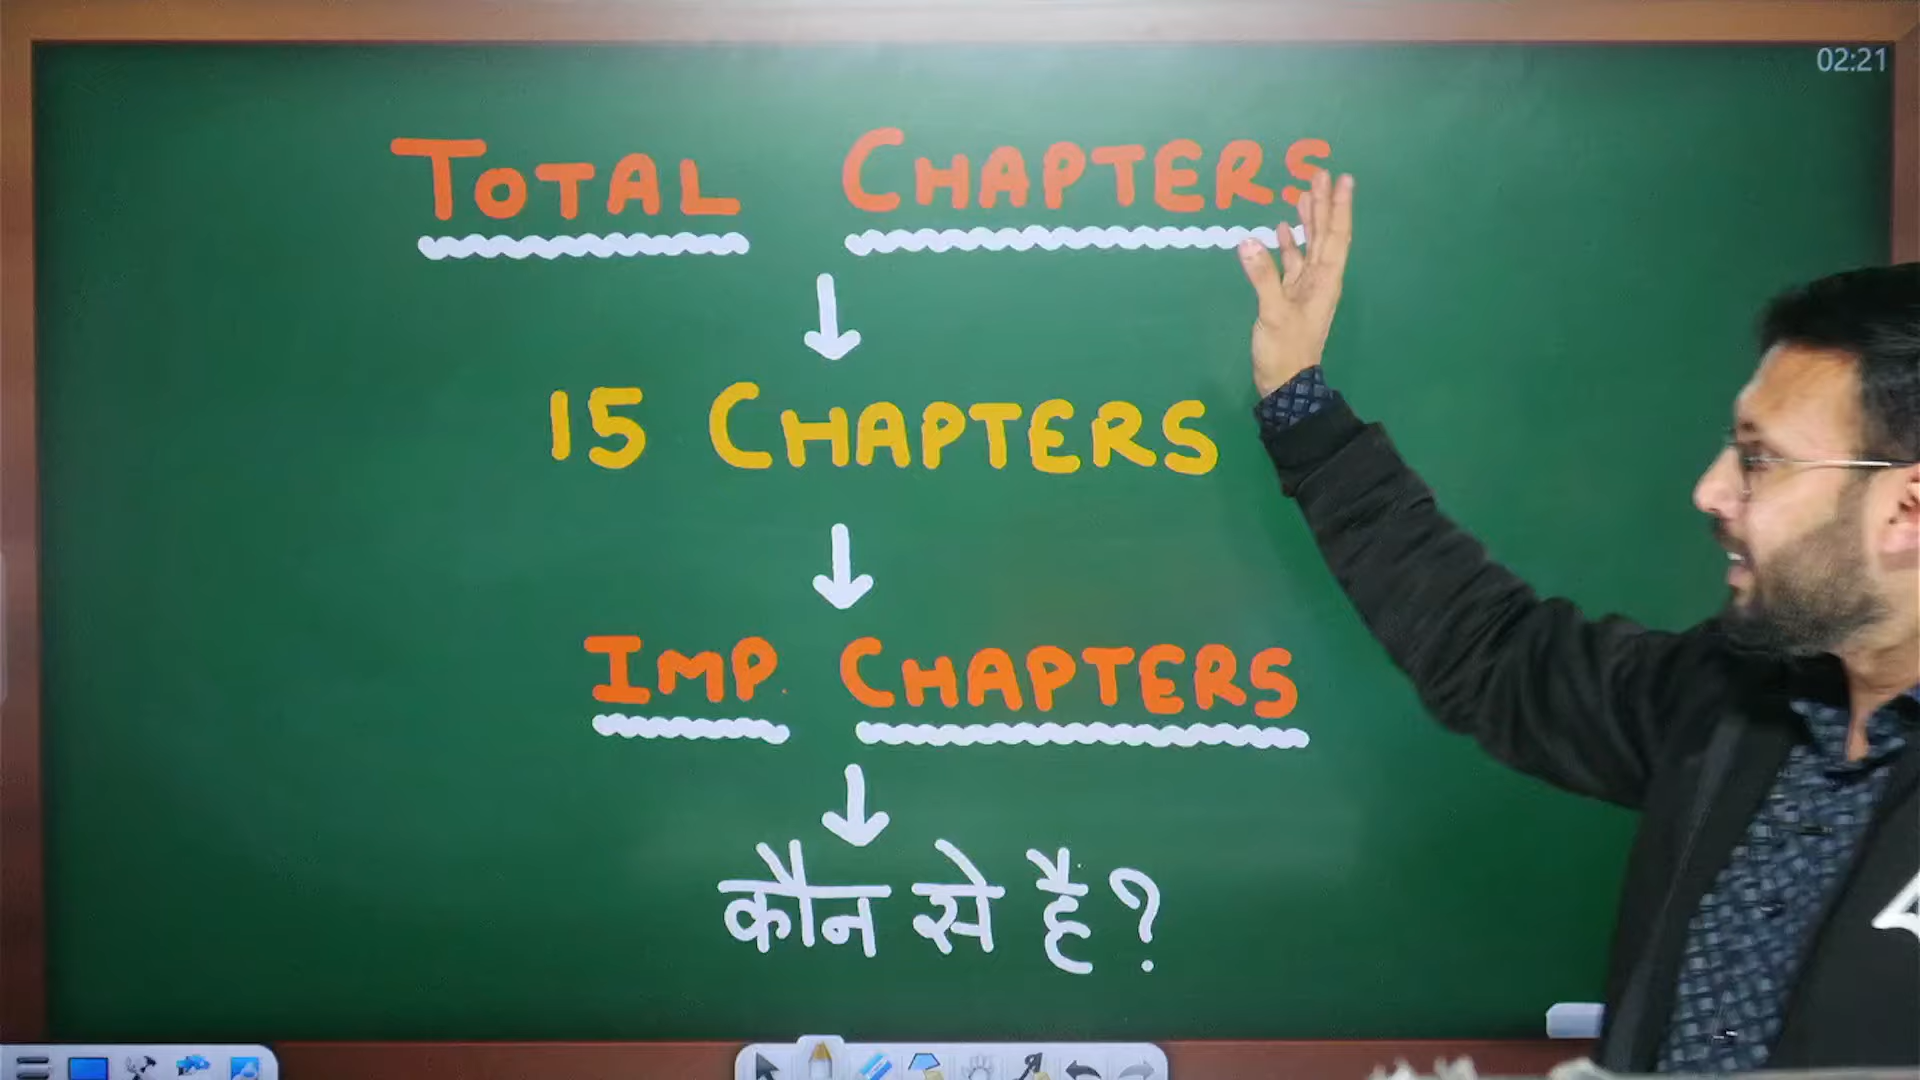 02:21
TOTAL CHAPTERS
15 CHAPTERS
IMP. CHAPTERS
कौन से है?